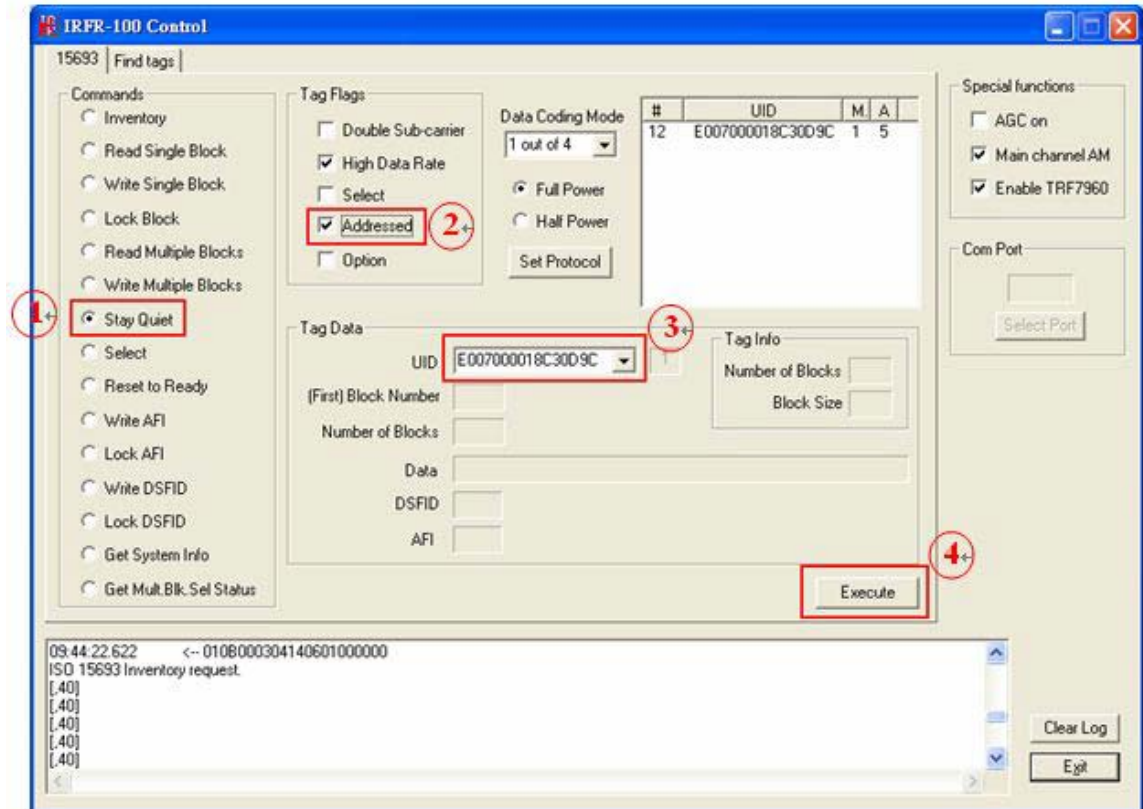 IRFR-100 Control
15693
Find tags
Commands
Inventory
Read Single Block
Write Single Block
Lock Block
Read Multiple Blocks
Write Multiple Blocks
1
Stay Quiet
Select
Reset to Ready
Write AFI
Lock AFI
Write DSFID
Lock DSFID
Get System Info
Get Mult.Blk.Sel Status
Tag Flags
Double Sub-carrier
High Data Rate
Select
Addressed
2
Option
Data Coding Mode
1 out of 4
Full Power
Half Power
Set Protocol
# UID M. A
12 E007000018C30D9C 1 5
Special functions
AGC on
Main channel AM
Enable TRF7960
Com Port
Select Port
Tag Data
UID E007000018C30D9C
3
(First) Block Number
Number of Blocks
Data
DSFID
AFI
Tag Info
Number of Blocks
Block Size
4
Execute
09:44:22.622 <-- 010B000304140601000000
ISO 15693 Inventory request.
[,40]
[,40]
[,40]
[,40]
[,40]
Clear Log
Exit